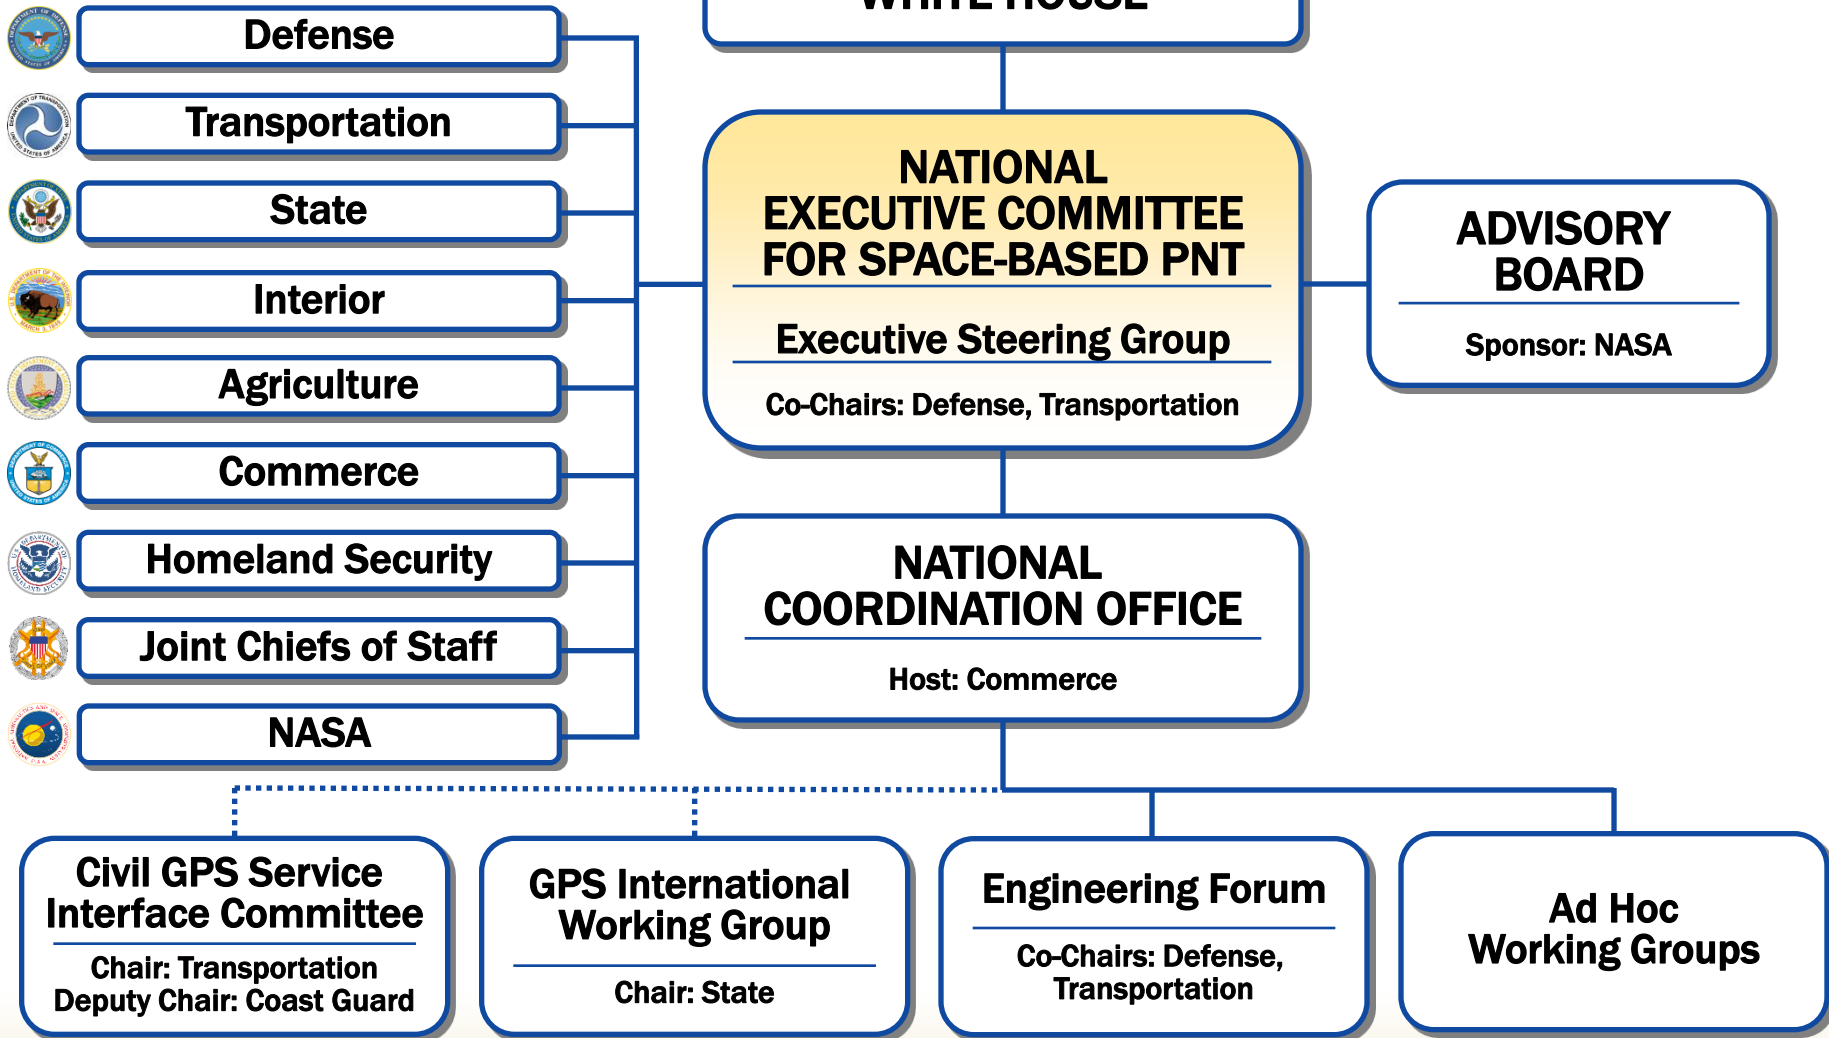 WHITE HOUSE
Defense
Transportation
State
Interior
Agriculture
Commerce
Homeland Security
Joint Chiefs of Staff
NASA
NATIONAL
EXECUTIVE COMMITTEE
FOR SPACE-BASED PNT
Executive Steering Group
Co-Chairs: Defense, Transportation
ADVISORY
BOARD
Sponsor: NASA
NATIONAL
COORDINATION OFFICE
Host: Commerce
Civil GPS Service
Interface Committee
Chair: Transportation
Deputy Chair: Coast Guard
GPS International
Working Group
Chair: State
Engineering Forum
Co-Chairs: Defense,
Transportation
Ad Hoc
Working Groups